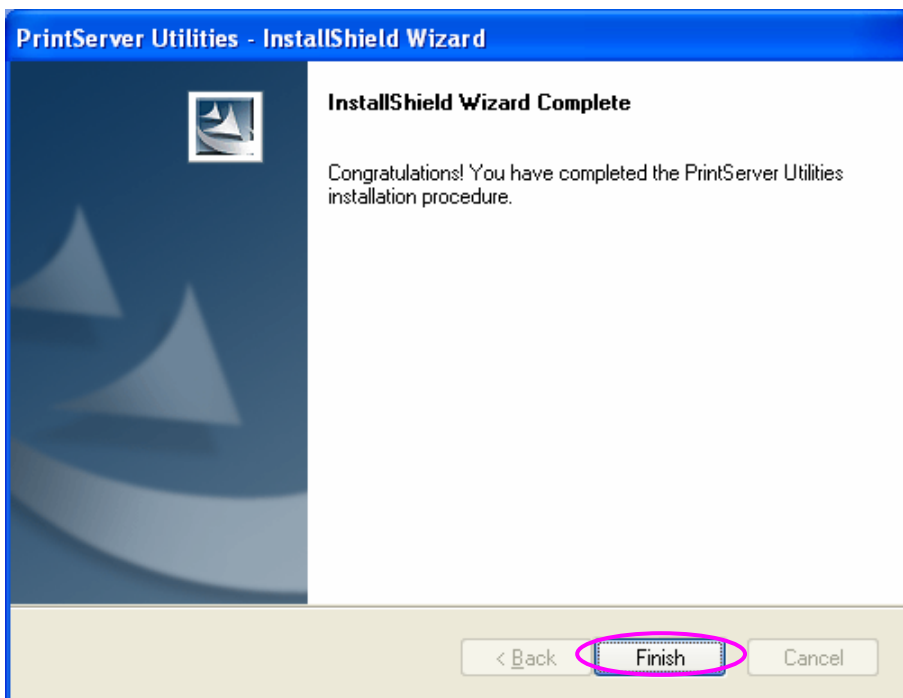 PrintServer Utilities - InstallShield Wizard
InstallShield Wizard Complete
Congratulations! You have completed the PrintServer Utilities
installation procedure.
< Back
Finish
Cancel